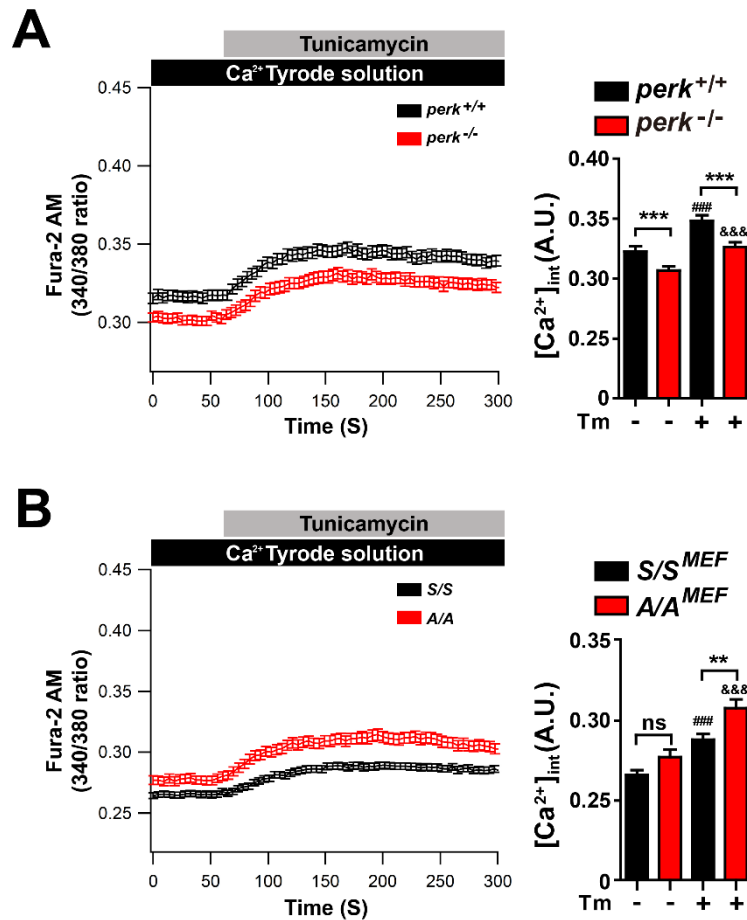 A
Tunicamycin
Ca²⁺ Tyrode solution
0.45
0.40
0.35
0.30
Fura-2 AM
(340/380 ratio)
perk+/+
perk-/-
0
50
100
150
200
250
300
Time (S)
perk+/+
perk-/-
0.40
0.35
0.30
0.25
0
[Ca²⁺]int (A.U.)
***
***
###
&&&
Tm - - + +
B
Tunicamycin
Ca²⁺ Tyrode solution
0.45
0.40
0.35
0.30
0.25
Fura-2 AM
(340/380 ratio)
S/S
A/A
0
50
100
150
200
250
300
Time (S)
S/S MEF
A/A MEF
0.35
0.30
0.25
0
[Ca²⁺]int (A.U.)
ns
**
###
&&&
Tm - - + +